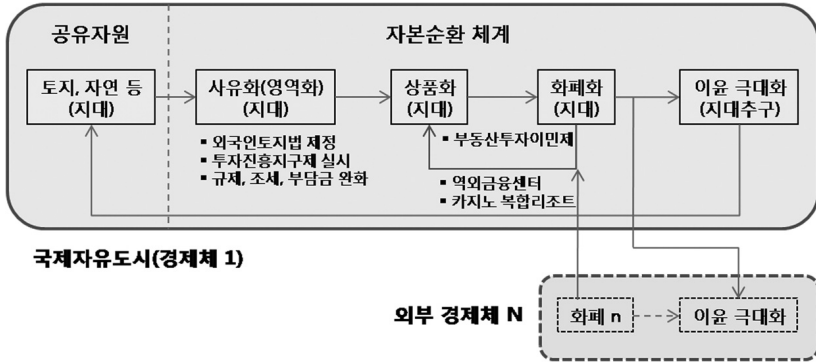 공유자원
자본순환 체계
토지, 자연 등
(지대)
사유화(영역화)
(지대)
상품화
(지대)
화폐화
(지대)
이윤 극대화
(지대추구)
▪ 외국인토지법 제정
▪ 투자진흥지구제 실시
▪ 규제, 조세, 부담금 완화
▪ 부동산투자이민제
▪ 역외금융센터
▪ 카지노 복합리조트
국제자유도시(경제체 1)
외부 경제체 N
화폐 n
이윤 극대화